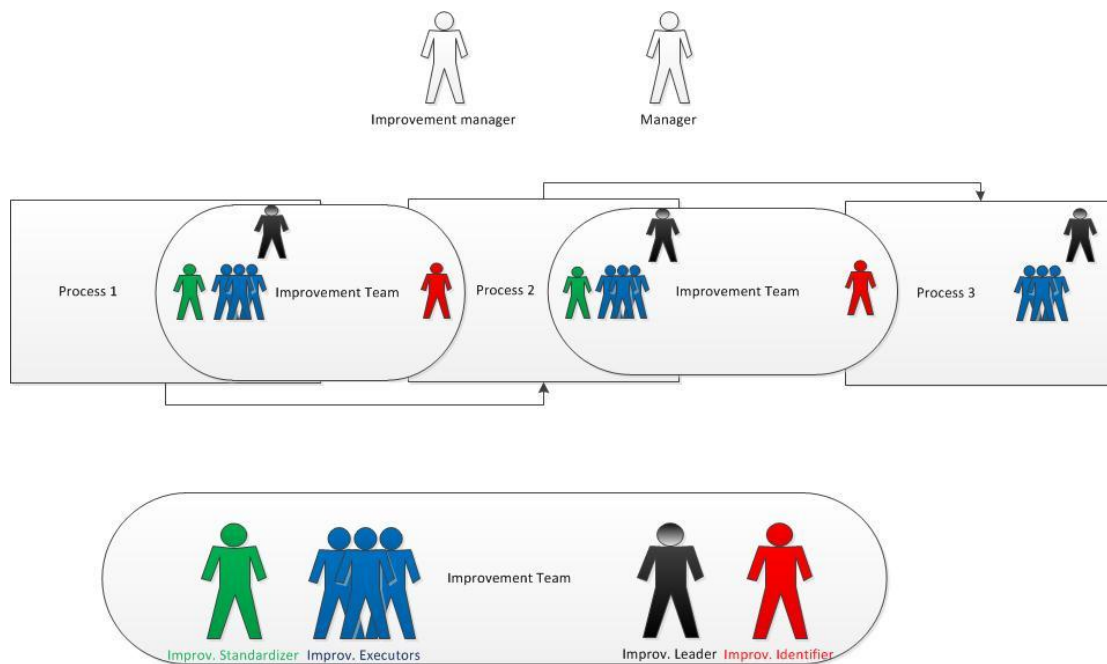 Improvement manager
Manager
Process 1
Improvement Team
Process 2
Improvement Team
Process 3
Improvement Team
Improv. Standardizer
Improv. Executors
Improv. Leader
Improv. Identifier